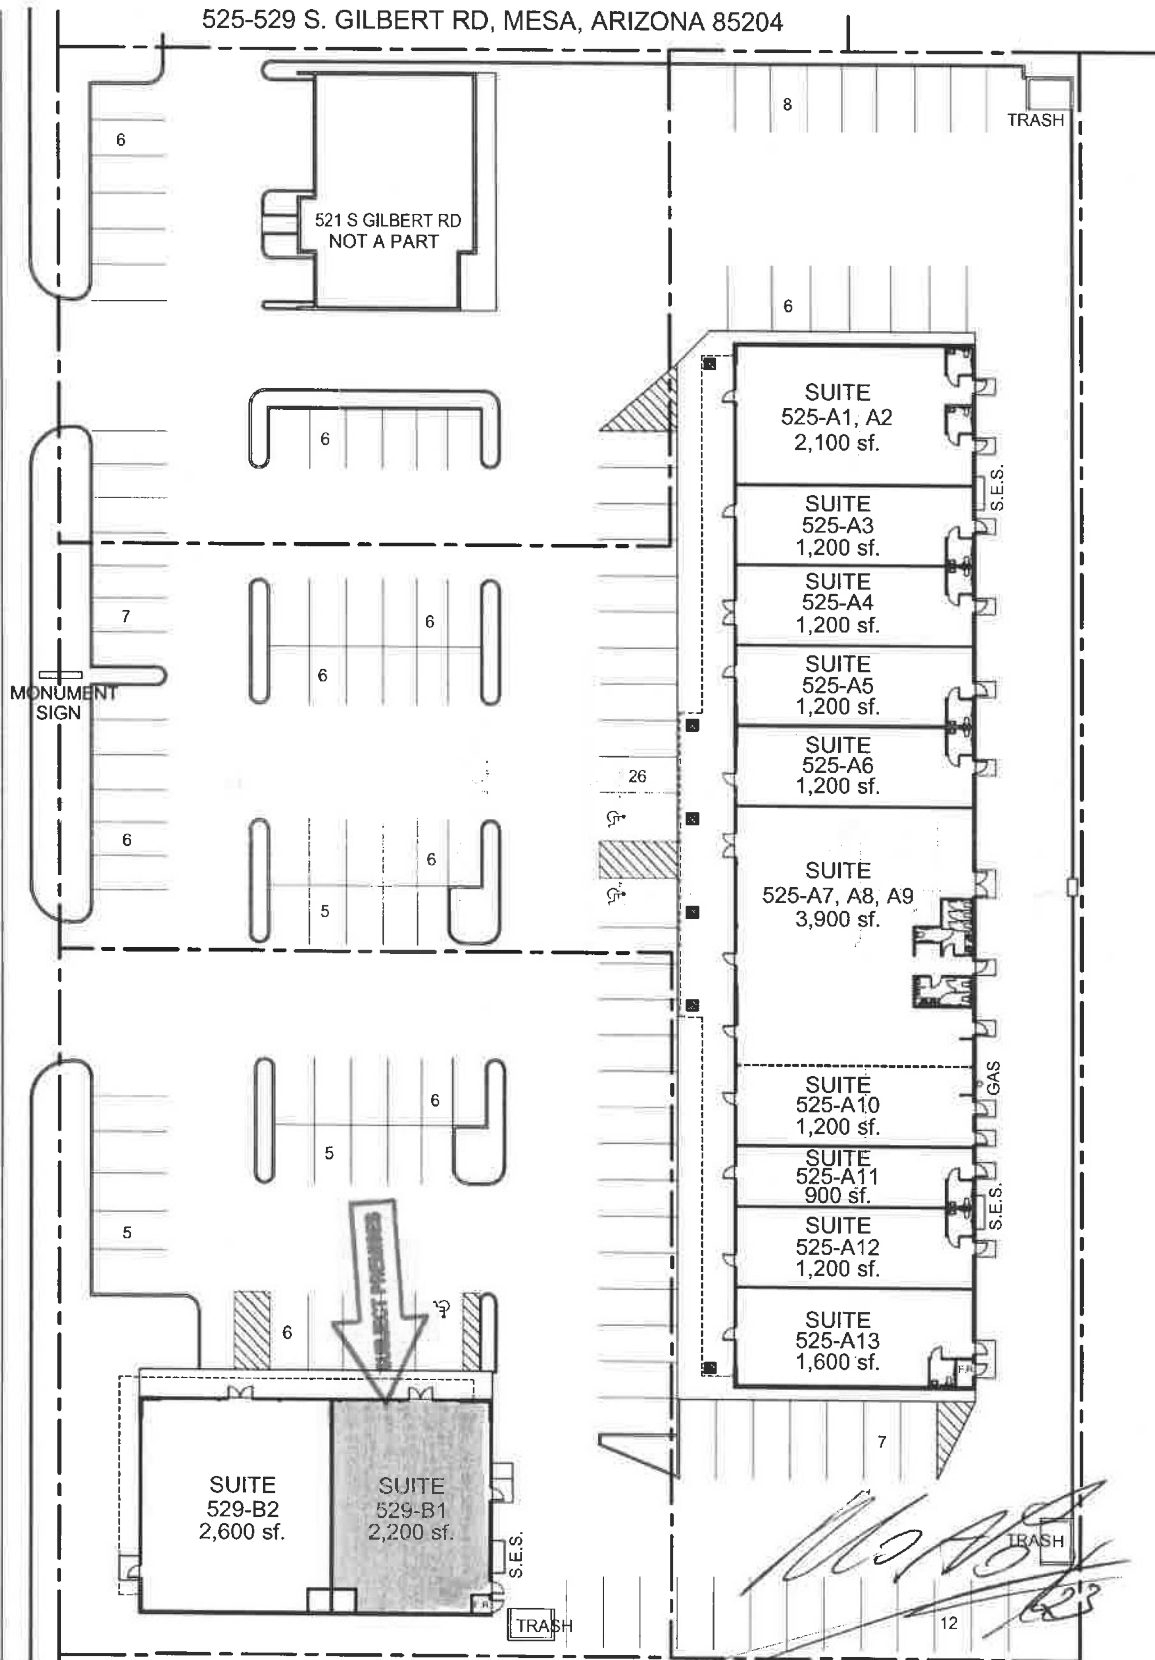 525-529 S. GILBERT RD, MESA, ARIZONA 85204
8
TRASH
6
521 S GILBERT RD
NOT A PART
6
SUITE
525-A1, A2
2,100 sf.
6
S.E.S.
SUITE
525-A3
1,200 sf.
SUITE
525-A4
1,200 sf.
7
6
6
SUITE
525-A5
1,200 sf.
MONUMENT
SIGN
SUITE
525-A6
1,200 sf.
26
6
6
5
SUITE
525-A7, A8, A9
3,900 sf.
GAS
SUITE
525-A10
1,200 sf.
6
5
SUITE
525-A11
900 sf.
S.E.S.
SUITE
525-A12
1,200 sf.
5
SUBJECT PREMISES
6
SUITE
525-A13
1,600 sf.
F.R.
7
SUITE
529-B2
2,600 sf.
SUITE
529-B1
2,200 sf.
S.E.S.
F.R.
TRASH
TRASH
12